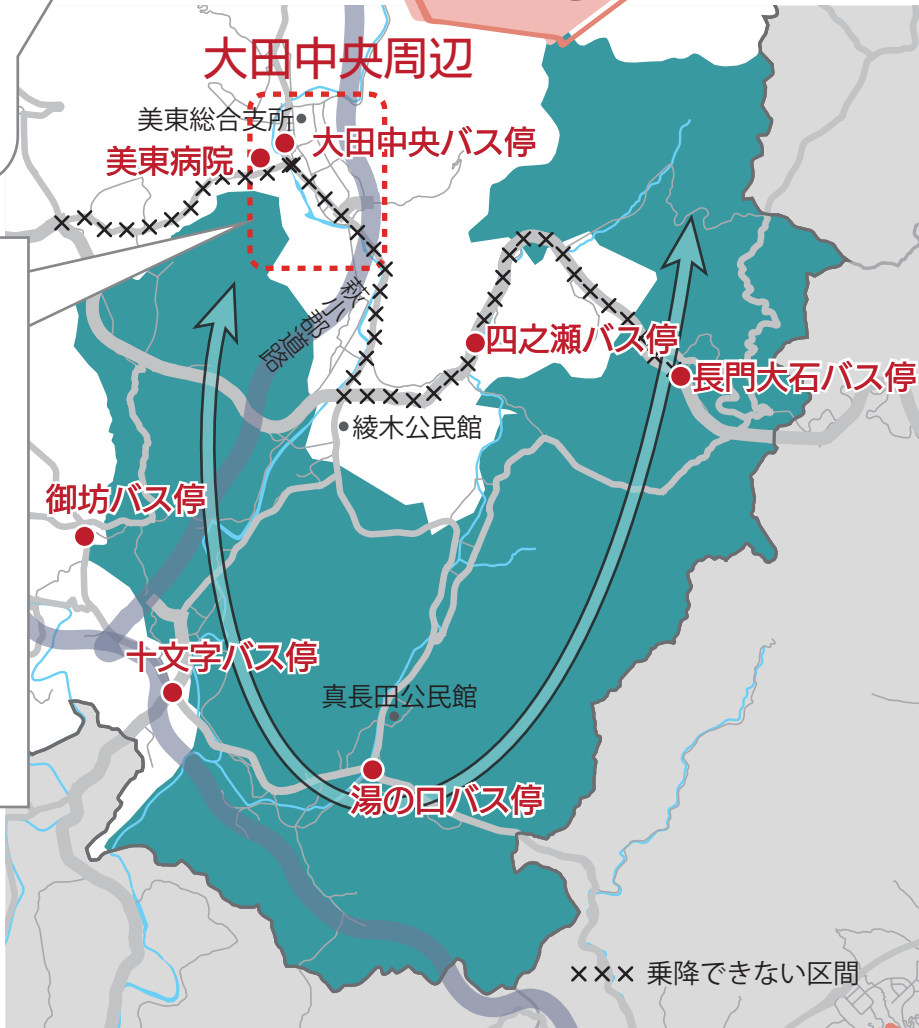 大田中央周辺
美東総合支所
大田中央バス停
美東病院
萩小郡道路
四之瀬バス停
長門大石バス停
綾木公民館
御坊バス停
十文字バス停
真長田公民館
湯の口バス停
××× 乗降できない区間